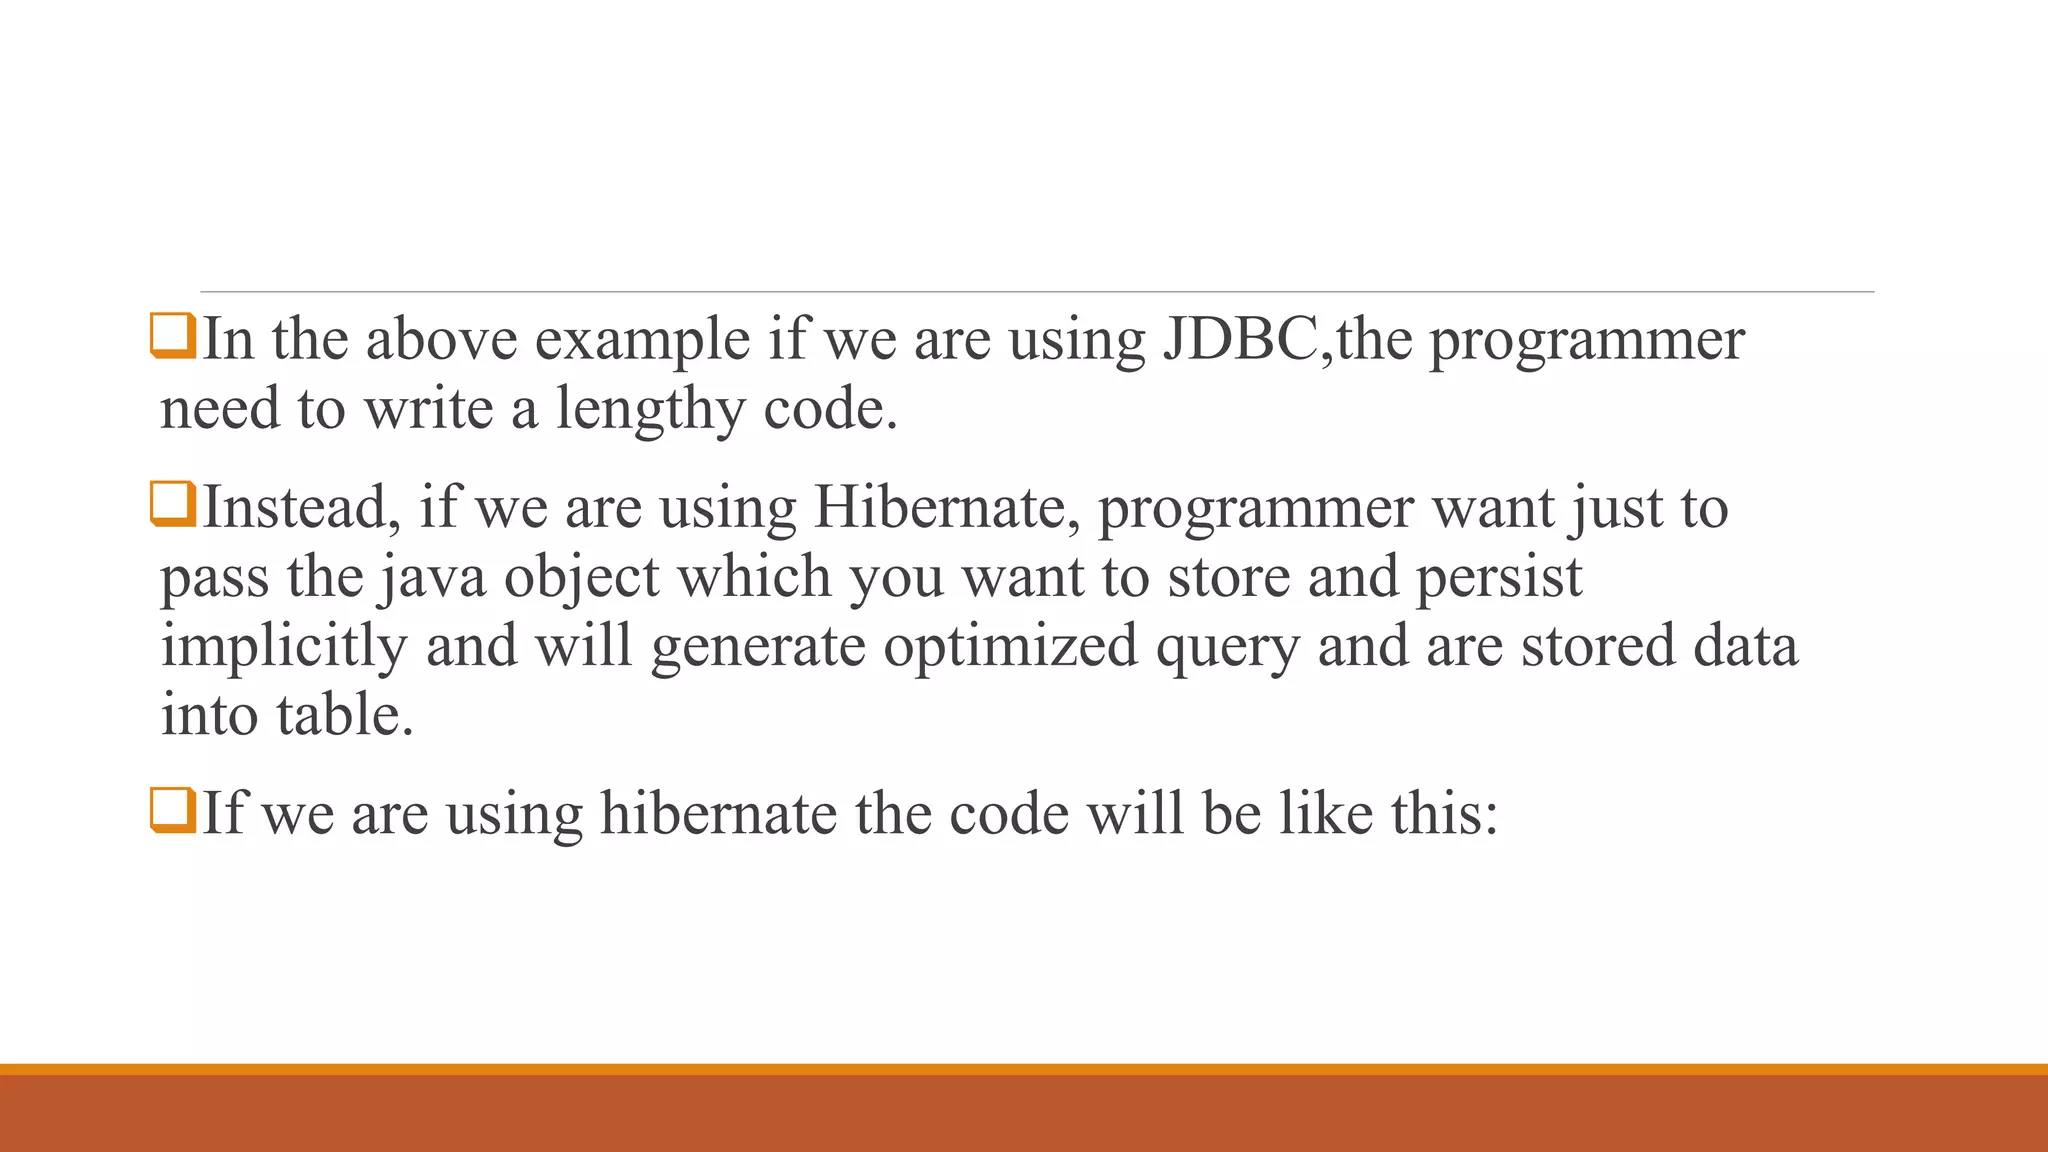 ❑In the above example if we are using JDBC,the programmer
need to write a lengthy code.
❑Instead, if we are using Hibernate, programmer want just to
pass the java object which you want to store and persist
implicitly and will generate optimized query and are stored data
into table.
❑If we are using hibernate the code will be like this: